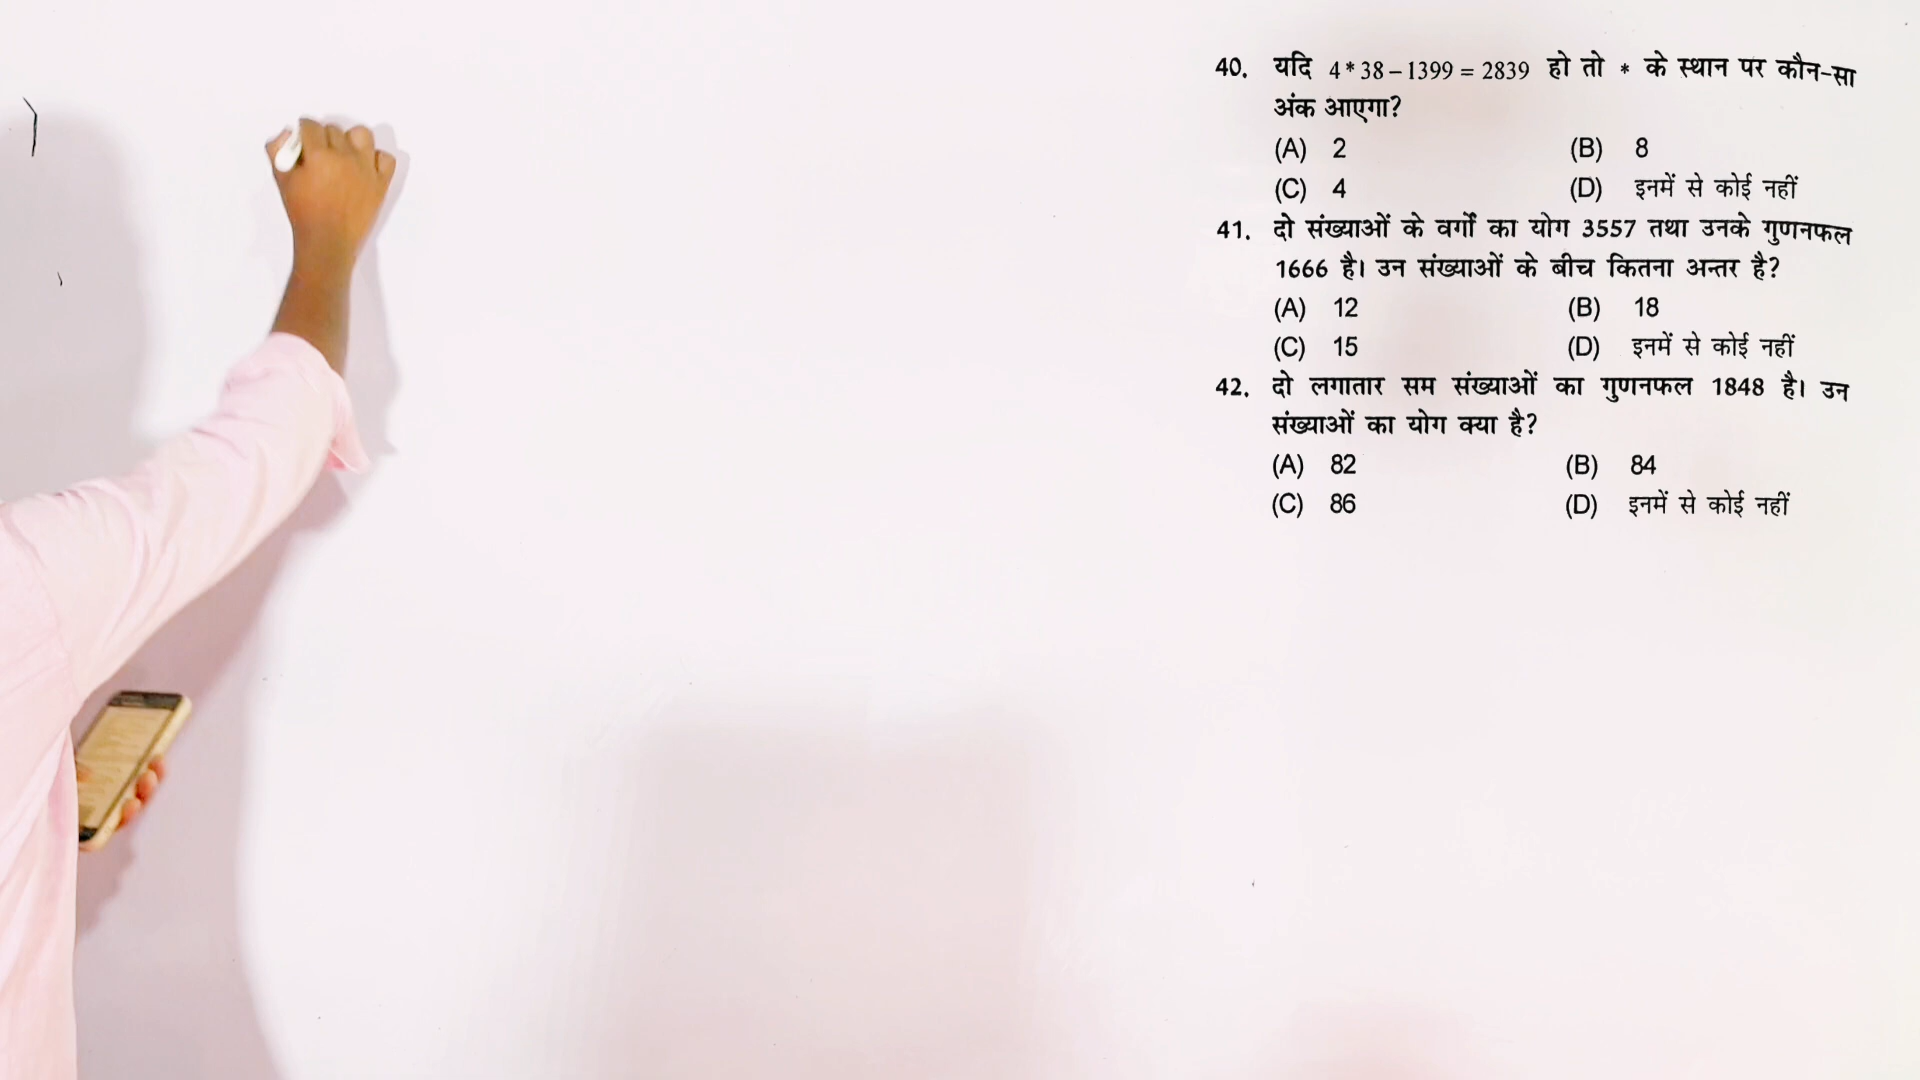 40. यदि 4*38–1399 = 2839 हो तो * के स्थान पर कौन-सा
अंक आएगा?
(A) 2 (B) 8
(C) 4 (D) इनमें से कोई नहीं
41. दो संख्याओं के वर्गों का योग 3557 तथा उनके गुणनफल
1666 है। उन संख्याओं के बीच कितना अन्तर है?
(A) 12 (B) 18
(C) 15 (D) इनमें से कोई नहीं
42. दो लगातार सम संख्याओं का गुणनफल 1848 है। उन
संख्याओं का योग क्या है?
(A) 82 (B) 84
(C) 86 (D) इनमें से कोई नहीं